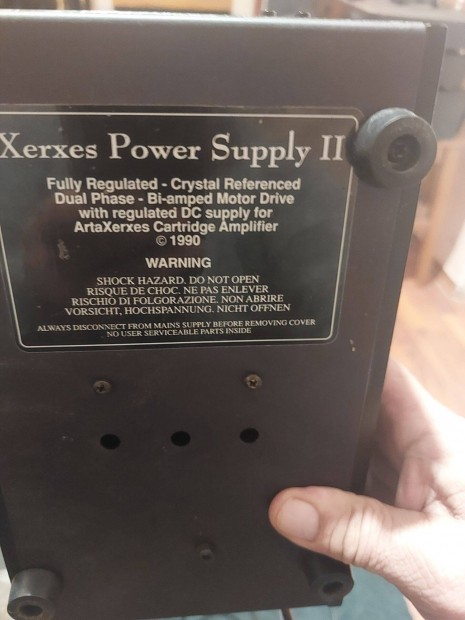 Xerxes Power Supply II
Fully Regulated - Crystal Referenced
Dual Phase - Bi-amped Motor Drive
with regulated DC supply for
ArtaXerxes Cartridge Amplifier
© 1990
WARNING
SHOCK HAZARD. DO NOT OPEN
RISQUE DE CHOC. NE PAS ENLEVER
RISCHIO DI FOLGORAZIONE. NON ABRIRE
VORSICHT, HOCHSPANNUNG. NICHT OFFNEN
ALWAYS DISCONNECT FROM MAINS SUPPLY BEFORE REMOVING COVER
NO USER SERVICEABLE PARTS INSIDE